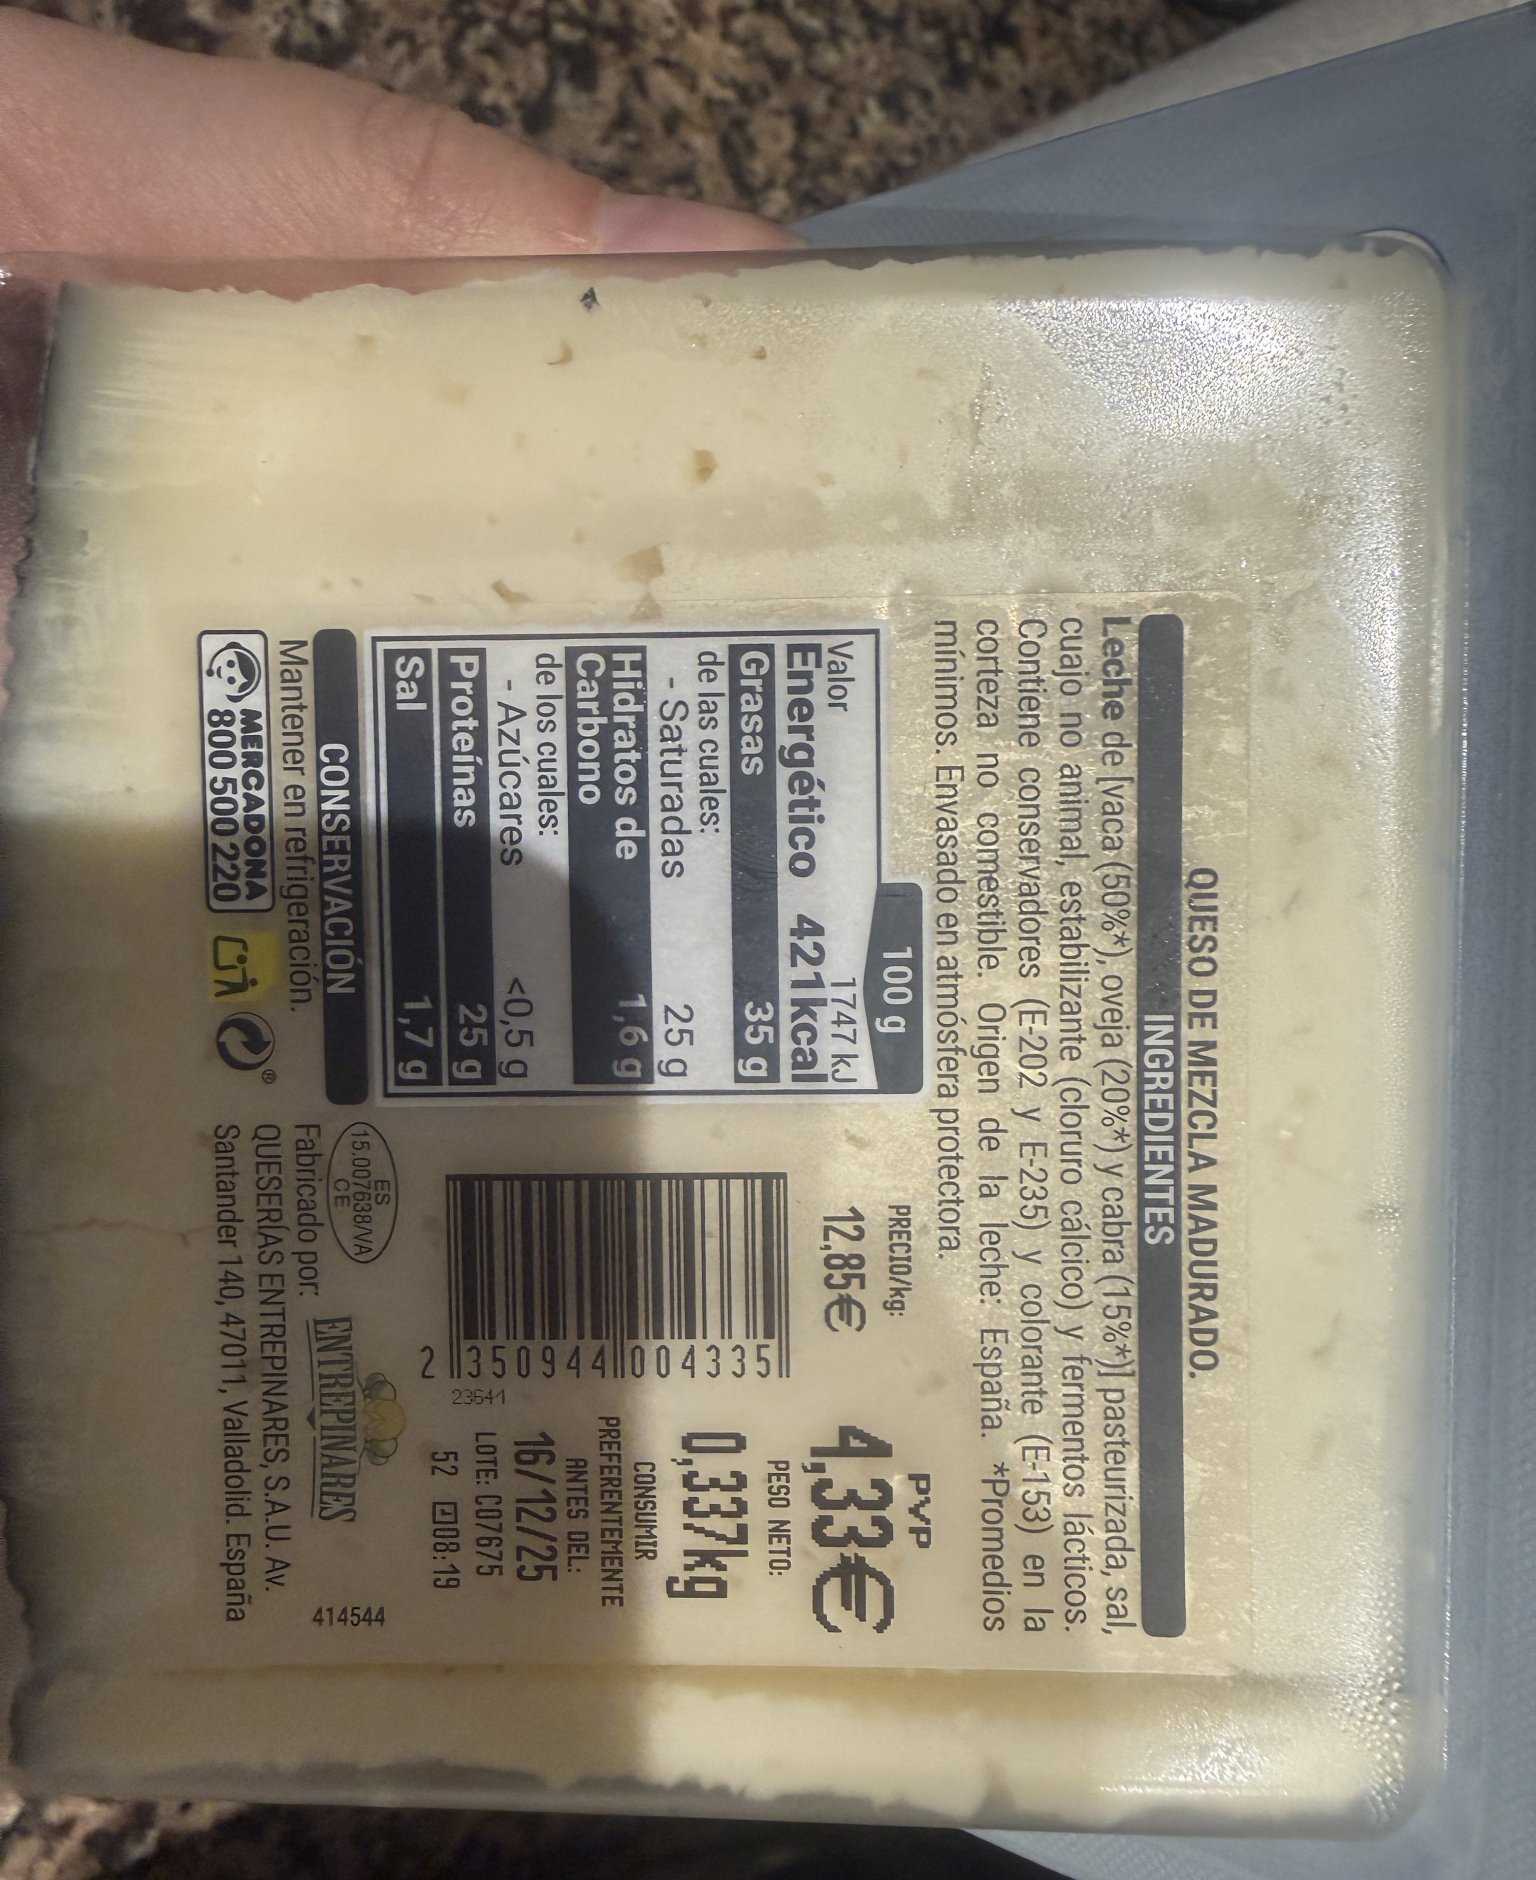 QUESO DE MEZCLA MADURADO.
INGREDIENTES
Leche de [vaca (50%*), oveja (20%*) y cabra (15%*)] pasteurizada, sal,
cuajo no animal, estabilizante (cloruro cálcico) y fermentos lácticos.
Contiene conservadores (E-202 y E-235) y colorante (E-153) en la
corteza no comestible. Origen de la leche: España. *Promedios
mínimos. Envasado en atmósfera protectora.
100 g
Valor 1747 kJ
Energético 421kcal
Grasas 35 g
de las cuales:
- Saturadas 25 g
Hidratos de
Carbono 1,6 g
de los cuales:
- Azúcares <0,5 g
Proteínas 25 g
Sal 1,7 g
CONSERVACIÓN
Mantener en refrigeración.
MERCADONA
800 500 220
®
PRECIO/kg:
12,85€
PVP
4,33€
PESO NETO:
0,337kg
CONSUMIR
PREFERENTEMENTE
ANTES DEL:
16/12/25
LOTE: C07675
52 08:19
2 350944 004335
23641
ES
15.007638/VA
CE
ENTREPINARES
414544
Fabricado por:
QUESERÍAS ENTREPINARES, S.A.U. Av.
Santander 140, 47011, Valladolid. España